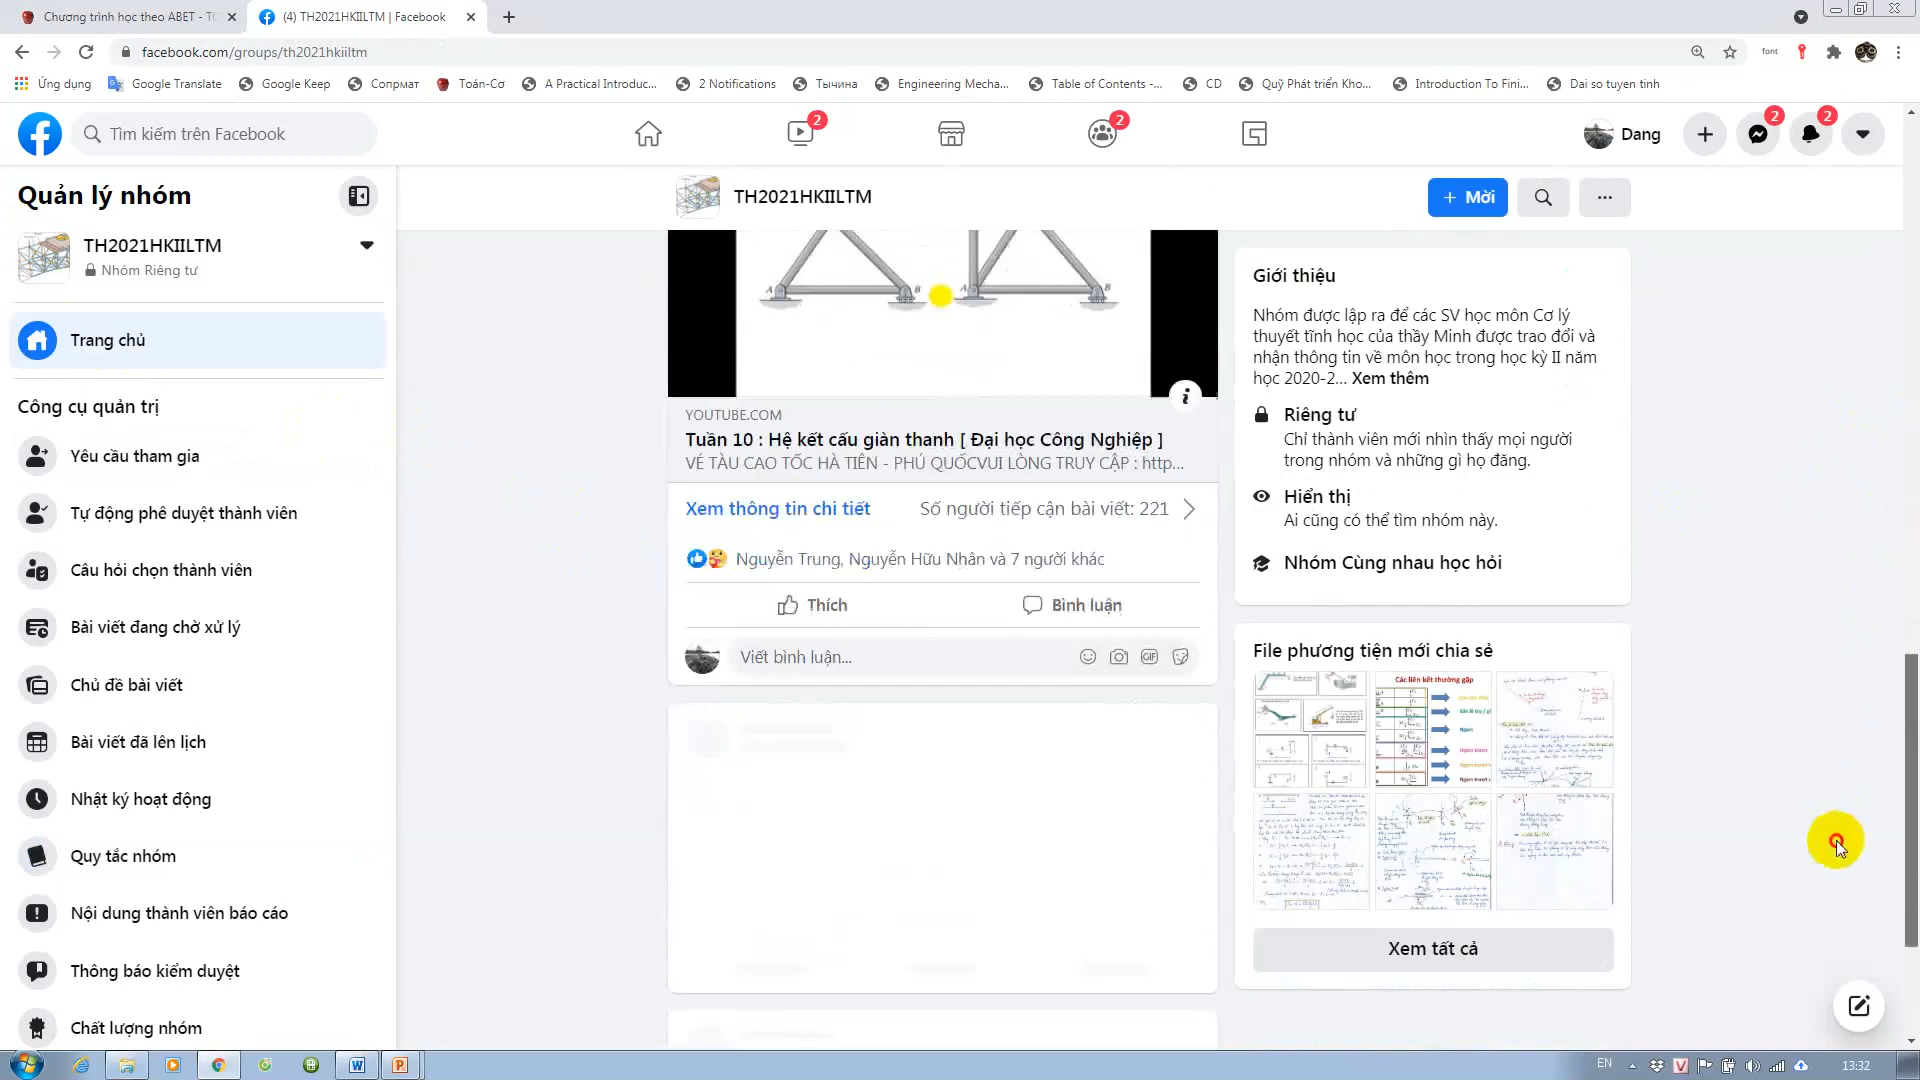 Chương trình học theo ABET - TC
(4) TH2021HKIILTM | Facebook
facebook.com/groups/th2021hkiiltm
font
Ứng dụng
Google Translate
Google Keep
Сопрмат
Toán-Cơ
A Practical Introduc...
2 Notifications
Тычина
Engineering Mecha...
Table of Contents -...
CD
Quỹ Phát triển Kho...
Introduction To Fini...
Dai so tuyen tinh
Tìm kiếm trên Facebook
2
2
Dang
2
2
Quản lý nhóm
TH2021HKIILTM
Nhóm Riêng tư
Trang chủ
Công cụ quản trị
Yêu cầu tham gia
Tự động phê duyệt thành viên
Câu hỏi chọn thành viên
Bài viết đang chờ xử lý
Chủ đề bài viết
Bài viết đã lên lịch
Nhật ký hoạt động
Quy tắc nhóm
Nội dung thành viên báo cáo
Thông báo kiểm duyệt
Chất lượng nhóm
TH2021HKIILTM
+ Mời
A
B
A
B
YOUTUBE.COM
Tuần 10 : Hệ kết cấu giàn thanh [ Đại học Công Nghiệp ]
VÉ TÀU CAO TỐC HÀ TIÊN - PHÚ QUỐCVUI LÒNG TRUY CẬP : http...
Xem thông tin chi tiết
Số người tiếp cận bài viết: 221
Nguyễn Trung, Nguyễn Hữu Nhân và 7 người khác
Thích
Bình luận
Viết bình luận...
GIF
Giới thiệu
Nhóm được lập ra để các SV học môn Cơ lý
thuyết tĩnh học của thầy Minh được trao đổi và
nhận thông tin về môn học trong học kỳ II năm
học 2020-2... Xem thêm
Riêng tư
Chỉ thành viên mới nhìn thấy mọi người
trong nhóm và những gì họ đăng.
Hiển thị
Ai cũng có thể tìm nhóm này.
Nhóm Cùng nhau học hỏi
File phương tiện mới chia sẻ
Các liên kết thường gặp
Ngàm
Ngàm trượt
Xem tất cả
EN
13:32